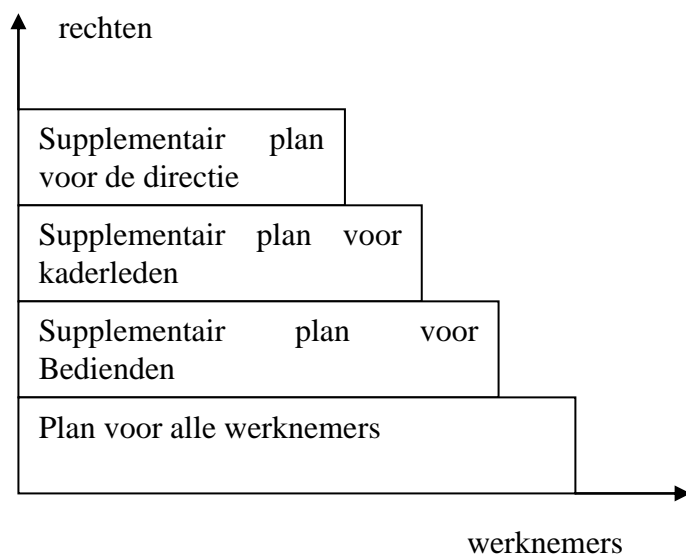 rechten
Supplementair plan
voor de directie
Supplementair plan voor
kaderleden
Supplementair plan voor
Bedienden
Plan voor alle werknemers
werknemers